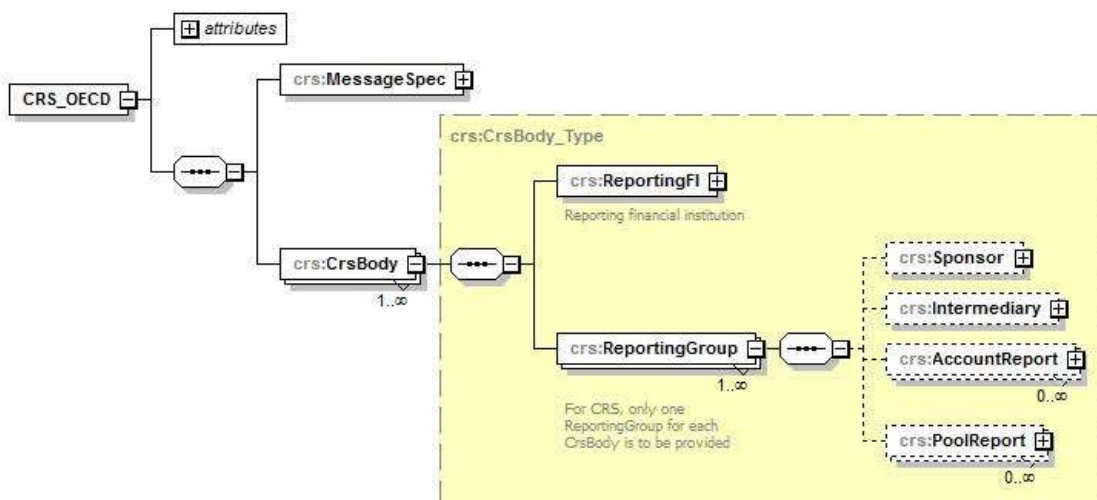 attributes
CRS_OECD
crs:MessageSpec
crs:CrsBody_Type
crs:ReportingFI
Reporting financial institution
crs:CrsBody
1..∞
crs:Sponsor
crs:Intermediary
crs:ReportingGroup
1..∞
crs:AccountReport
0..∞
For CRS, only one
ReportingGroup for each
CrsBody is to be provided
crs:PoolReport
0..∞